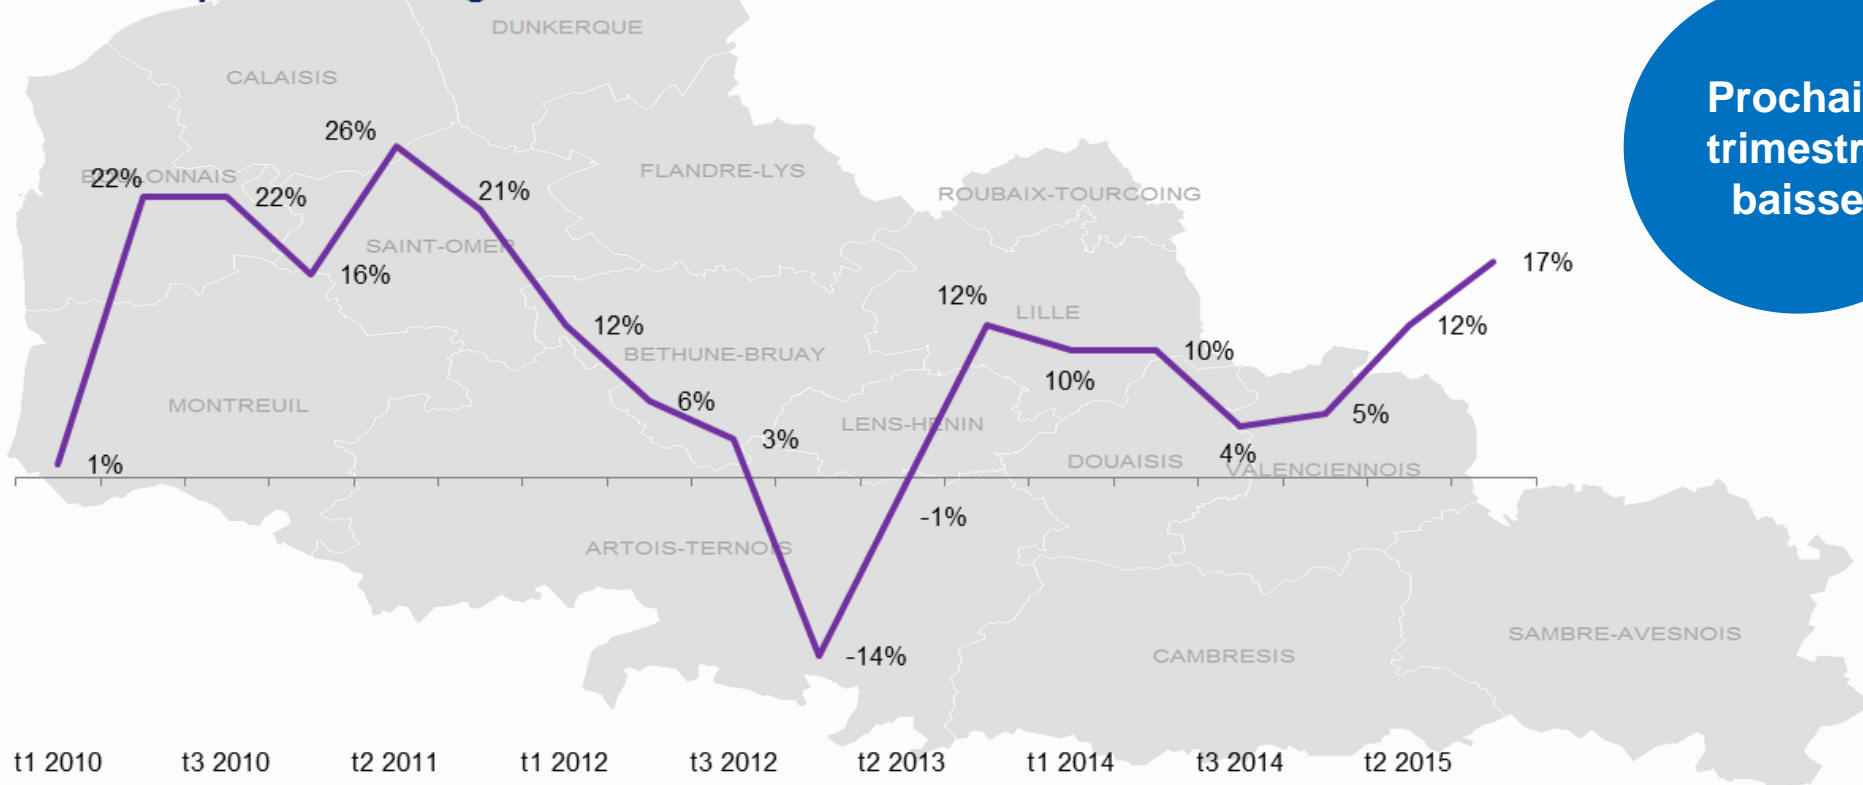 DUNKERQUE
CALAISIS
26%
FLANDRE-LYS
22%
22%
21%
ROUBAIX-TOURCOING
SAINT-OMER
16%
17%
12%
LILLE
12%
12%
BETHUNE-BRUAY
10%
10%
MONTREUIL
6%
5%
LENS-HENIN
3%
4%
1%
DOUAISIS
VALENCIENNOIS
-1%
ARTOIS-TERNOIS
SAMBRE-AVESNOIS
-14%
CAMBRESIS
t1 2010 t3 2010 t2 2011 t1 2012 t3 2012 t2 2013 t1 2014 t3 2014 t2 2015
Prochai
trimestr
baisse